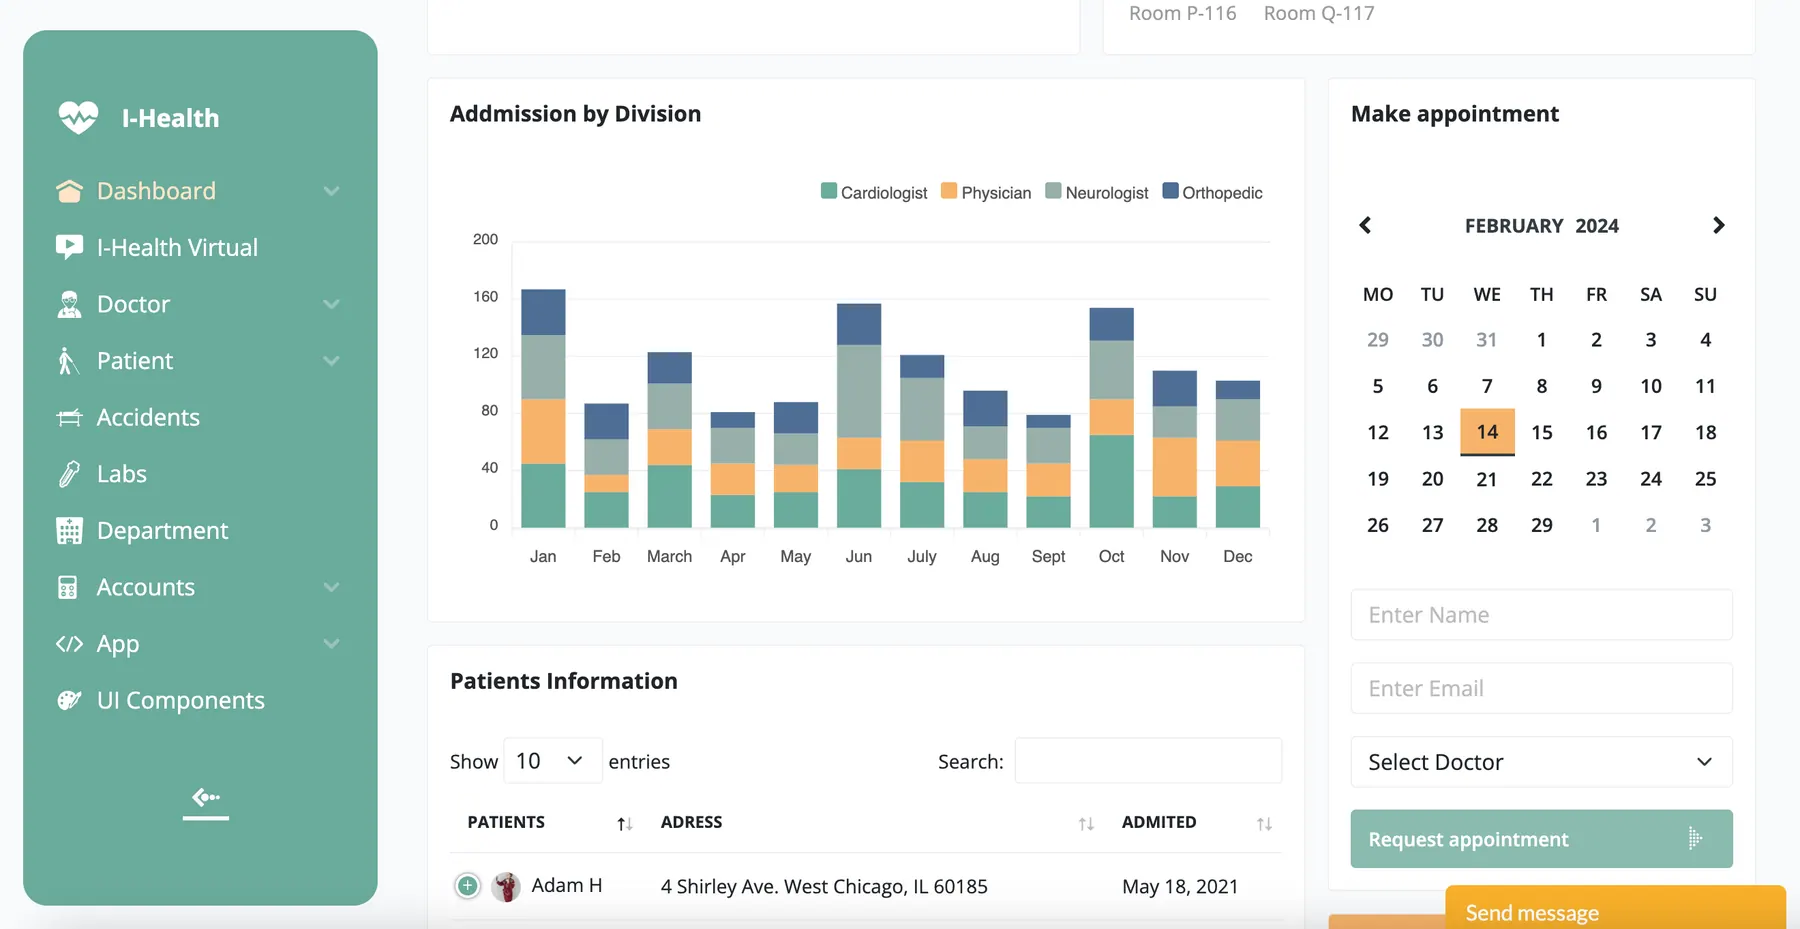 Room P-116 Room Q-117
I-Health
Dashboard
I-Health Virtual
Doctor
Patient
Accidents
Labs
Department
Accounts
App
UI Components
Addmission by Division
Cardiologist Physician Neurologist Orthopedic
200
160
120
80
40
0
Jan Feb March Apr May Jun July Aug Sept Oct Nov Dec
Make appointment
FEBRUARY 2024
MO TU WE TH FR SA SU
29 30 31 1 2 3 4
5 6 7 8 9 10 11
12 13 14 15 16 17 18
19 20 21 22 23 24 25
26 27 28 29 1 2 3
Enter Name
Enter Email
Select Doctor
Request appointment
Patients Information
Show 10 entries Search:
PATIENTS ADRESS ADMITED
Adam H 4 Shirley Ave. West Chicago, IL 60185 May 18, 2021
Send message